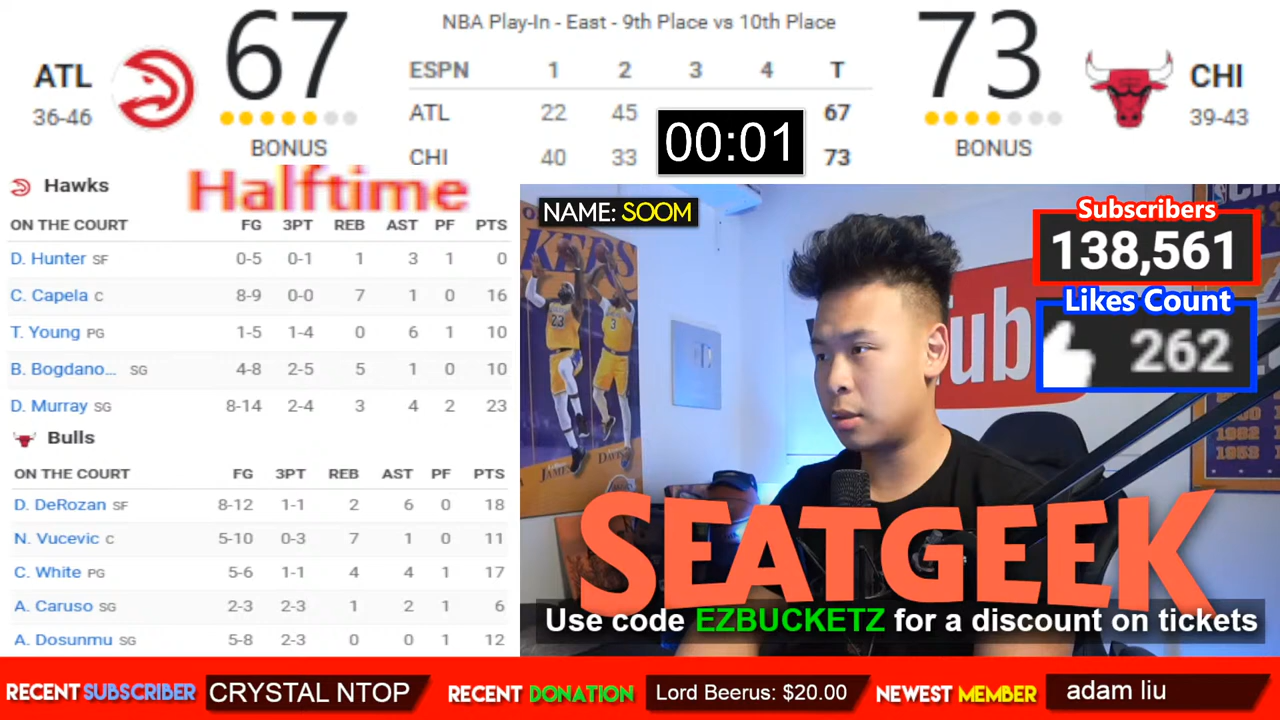 NBA Play-In - East - 9th Place vs 10th Place
ATL
36-46
67
BONUS
ESPN 1 2 3 4 T
ATL 22 45 67
CHI 40 33 73
00:01
73
BONUS
CHI
39-43
Halftime
Hawks
ON THE COURT FG 3PT REB AST PF PTS
D. Hunter SF 0-5 0-1 1 3 1 0
C. Capela C 8-9 0-0 7 1 0 16
T. Young PG 1-5 1-4 0 6 1 10
B. Bogdano... SG 4-8 2-5 5 1 0 10
D. Murray SG 8-14 2-4 3 4 2 23
Bulls
ON THE COURT FG 3PT REB AST PF PTS
D. DeRozan SF 8-12 1-1 2 6 0 18
N. Vucevic C 5-10 0-3 7 1 0 11
C. White PG 5-6 1-1 4 4 1 17
A. Caruso SG 2-3 2-3 1 2 1 6
A. Dosunmu SG 5-8 2-3 0 0 1 12
NAME: SOOM
Subscribers
138,561
Likes Count
262
KERS
23
3
JAMES
DAVIS
ub
SEATGEEK
Use code EZBUCKETZ for a discount on tickets
RECENT SUBSCRIBER CRYSTAL NTOP
RECENT DONATION Lord Beerus: $20.00
NEWEST MEMBER adam liu